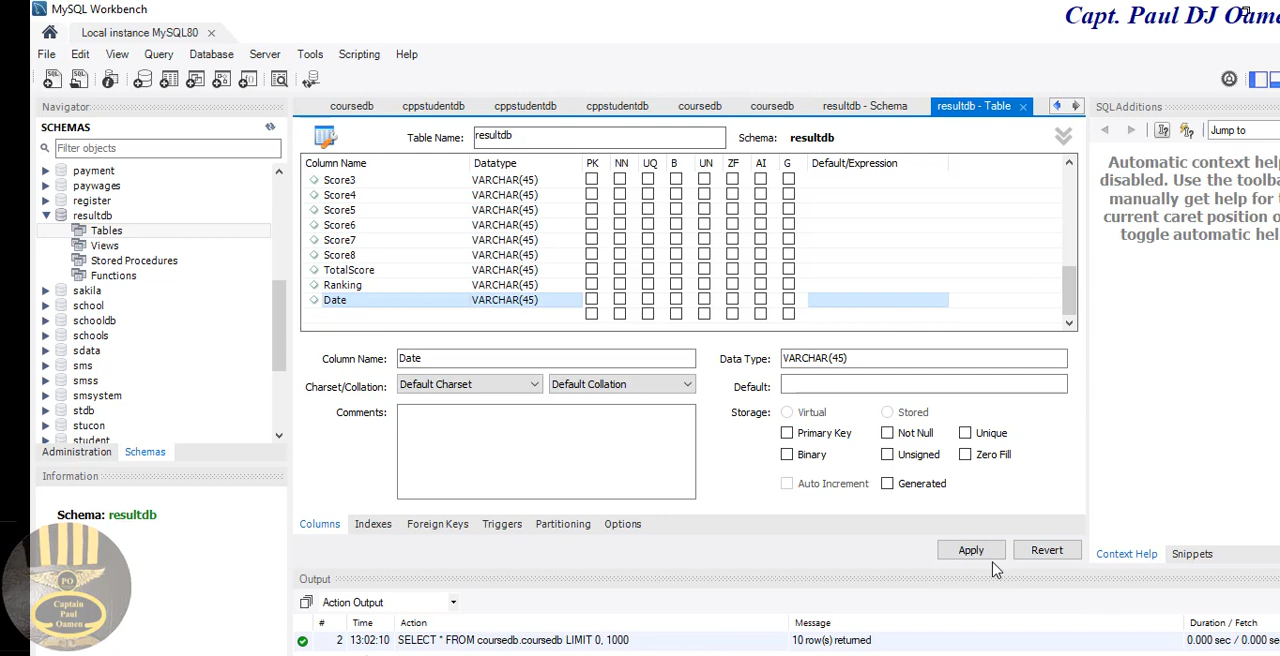 MySQL Workbench
Capt. Paul DJ Oame
Local instance MySQL80
File Edit View Query Database Server Tools Scripting Help
Navigator
coursedb cppstudentdb cppstudentdb cppstudentdb coursedb coursedb resultdb - Schema resultdb - Table
SQLAdditions
SCHEMAS
Filter objects
Table Name: resultdb Schema: resultdb
Jump to
Column Name Datatype PK NN UQ B UN ZF AI G Default/Expression
Score3 VARCHAR(45)
Score4 VARCHAR(45)
Score5 VARCHAR(45)
Score6 VARCHAR(45)
Score7 VARCHAR(45)
Score8 VARCHAR(45)
TotalScore VARCHAR(45)
Ranking VARCHAR(45)
Date VARCHAR(45)
payment
paywages
register
resultdb
Tables
Views
Stored Procedures
Functions
sakila
school
schooldb
schools
sdata
sms
smss
smsystem
stdb
stucon
student
Automatic context help
disabled. Use the toolba
manually get help for t
current caret position o
toggle automatic hel
Column Name: Date Data Type: VARCHAR(45)
Charset/Collation: Default Charset Default Collation Default:
Comments: Storage: Virtual Stored
Primary Key Not Null Unique
Binary Unsigned Zero Fill
Auto Increment Generated
Administration Schemas
Information
Schema: resultdb
Columns Indexes Foreign Keys Triggers Partitioning Options
Apply Revert
Context Help Snippets
Output
Action Output
# Time Action Message Duration / Fetch
2 13:02:10 SELECT * FROM coursedb.coursedb LIMIT 0, 1000 10 row(s) returned 0.000 sec / 0.000 se
PO
Captain
Paul
Oamen